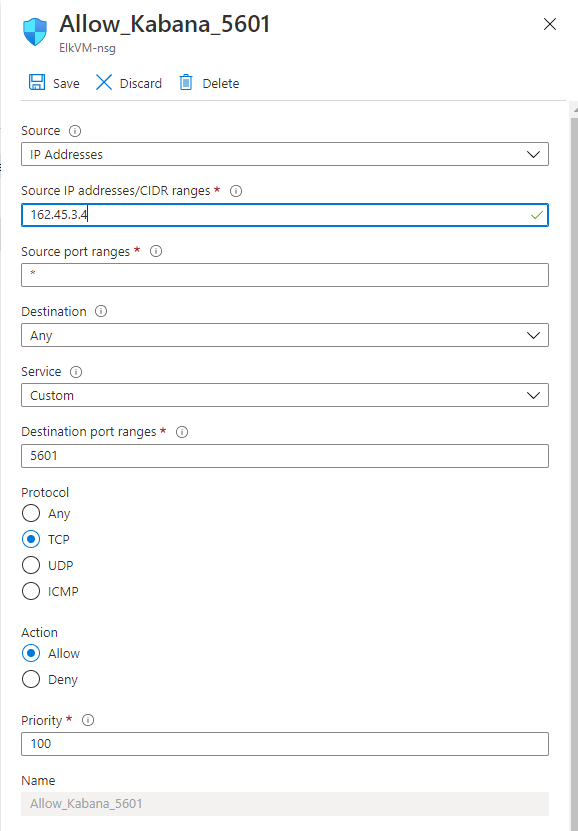 Allow_Kabana_5601
ElkVM-nsg
Save Discard Delete
Source
IP Addresses
Source IP addresses/CIDR ranges *
162.45.3.4
Source port ranges *
*
Destination
Any
Service
Custom
Destination port ranges *
5601
Protocol
Any
TCP
UDP
ICMP
Action
Allow
Deny
Priority *
100
Name
Allow_Kabana_5601